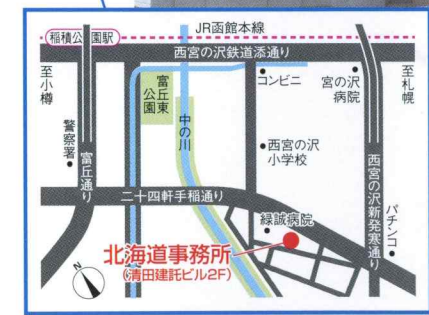 JR函館本線
稲積公園駅
西宮の沢鉄道添通り
至小樽
富丘東公園
コンビニ
宮の沢病院
至札幌
中の川
警察署
富丘通り
西宮の沢小学校
西宮の沢新発寒通り
二十四軒手稲通り
緑誠病院
パチンコ
北海道事務所
(清田建託ビル2F)
N